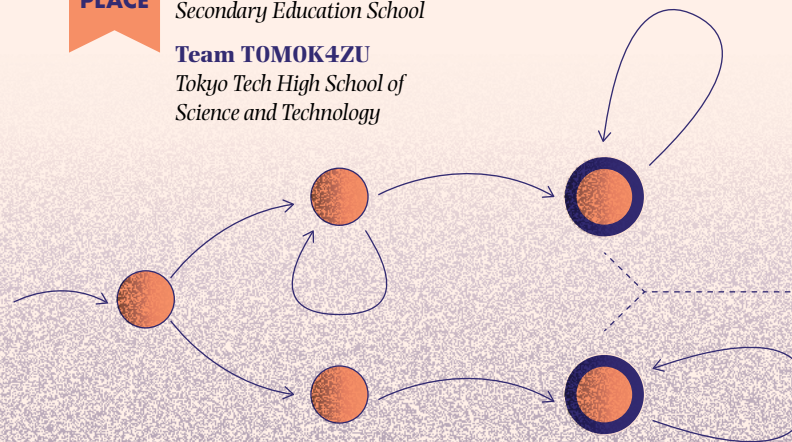 PLACE
Secondary Education School
Team T0M0K4ZU
Tokyo Tech High School of
Science and Technology